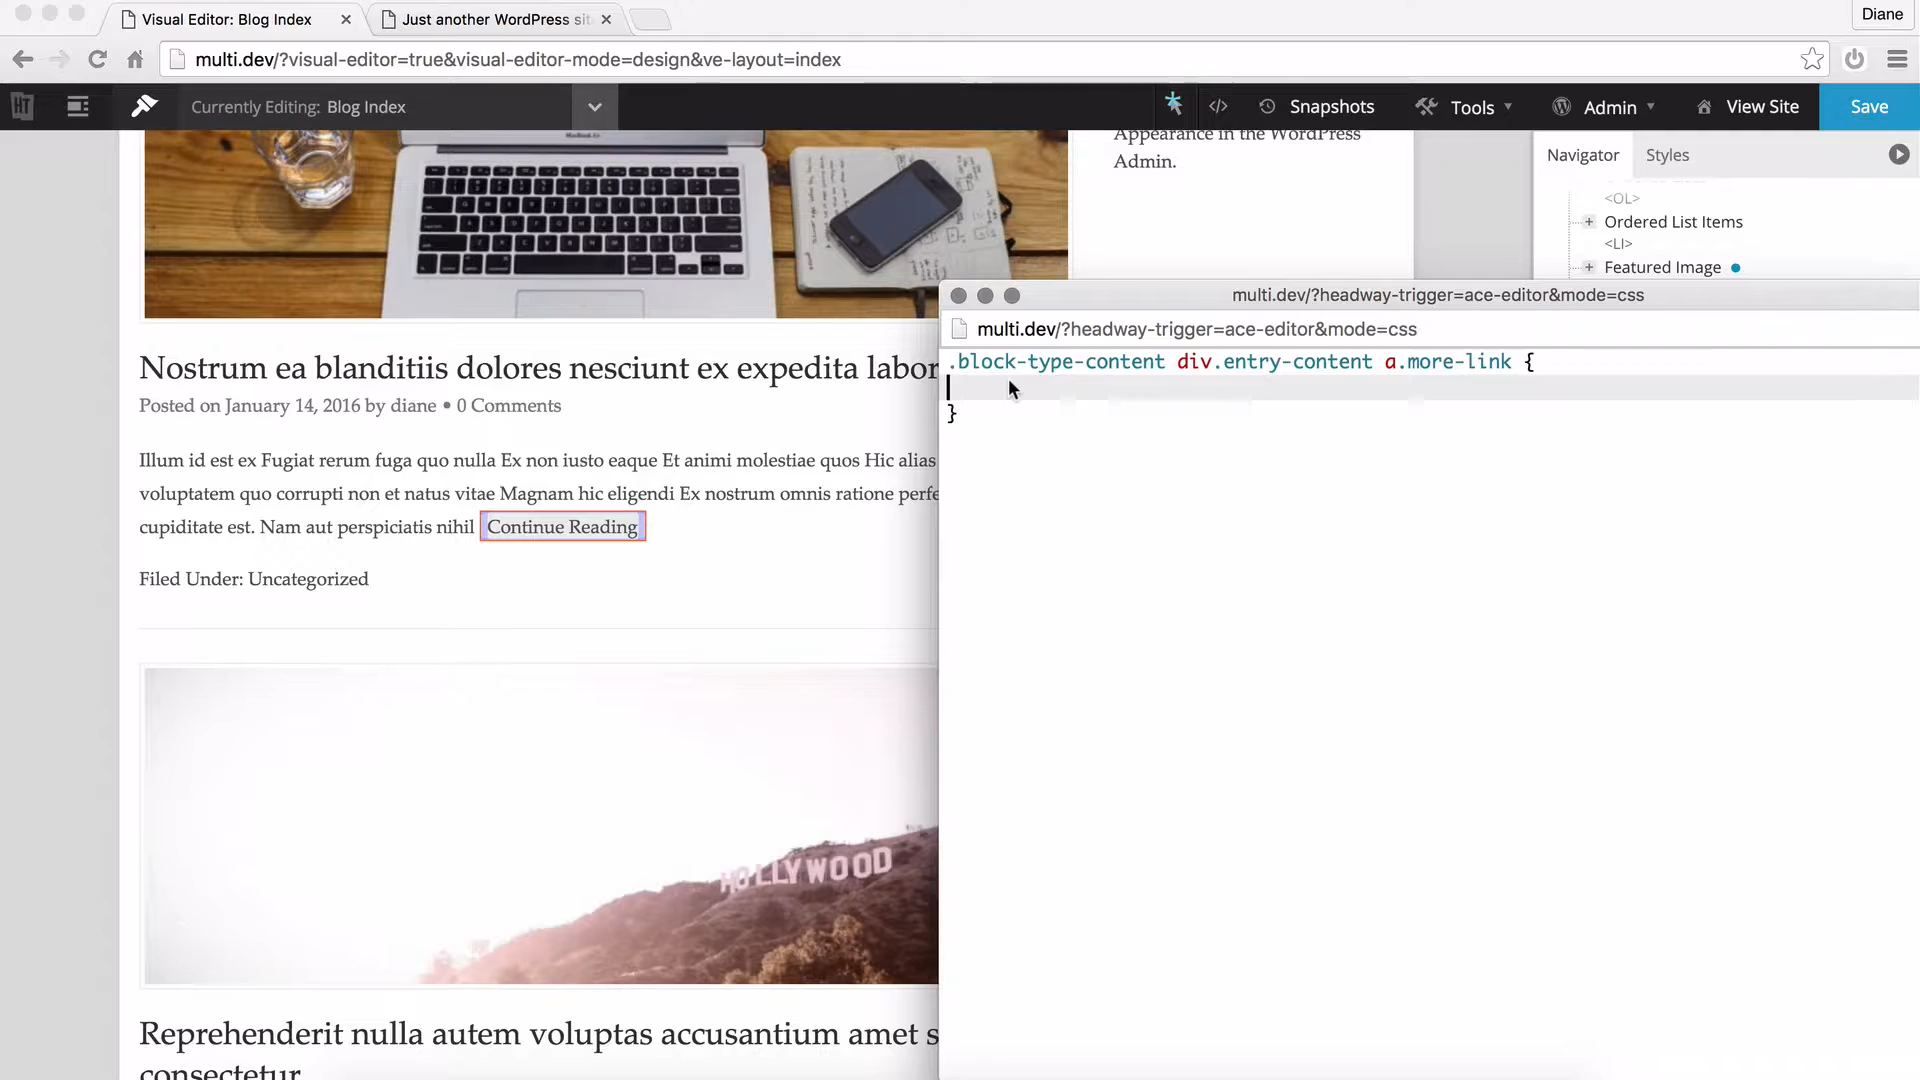 Visual Editor: Blog Index
Just another WordPress sit
Diane
multi.dev/?visual-editor=true&visual-editor-mode=design&ve-layout=index
HT
Currently Editing: Blog Index
</>
Snapshots
Tools
Admin
View Site
Save
MacBook Air
Appearance in the WordPress
Admin.
Navigator
Styles
<OL>
Ordered List Items
<LI>
Featured Image
multi.dev/?headway-trigger=ace-editor&mode=css
multi.dev/?headway-trigger=ace-editor&mode=css
.block-type-content div.entry-content a.more-link {
}
Nostrum ea blanditiis dolores nesciunt ex expedita labor
Posted on January 14, 2016 by diane • 0 Comments
Illum id est ex Fugiat rerum fuga quo nulla Ex non iusto eaque Et animi molestiae quos Hic alias
voluptatem quo corrupti non et natus vitae Magnam hic eligendi Ex nostrum omnis ratione perfe
cupiditate est. Nam aut perspiciatis nihil Continue Reading
Filed Under: Uncategorized
HOLLYWOOD
Reprehenderit nulla autem voluptas accusantium amet s
consectetur